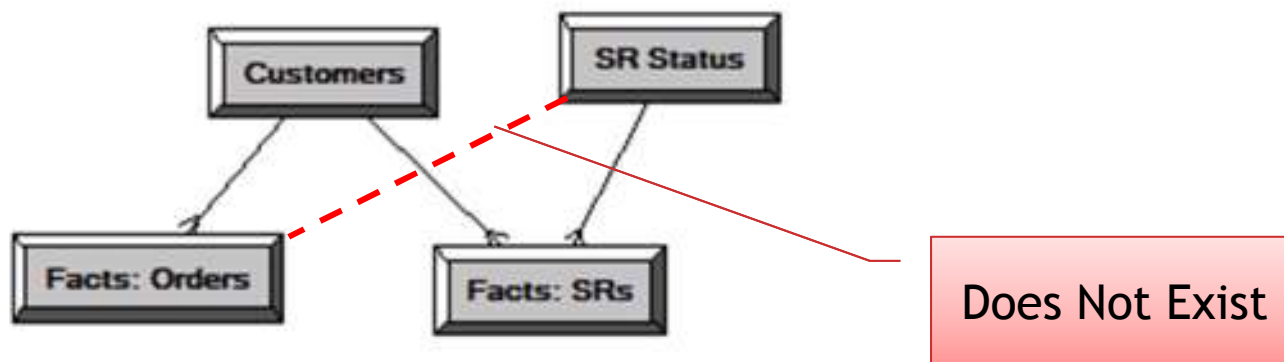 Customers
SR Status
Facts: Orders
Facts: SRs
Does Not Exist